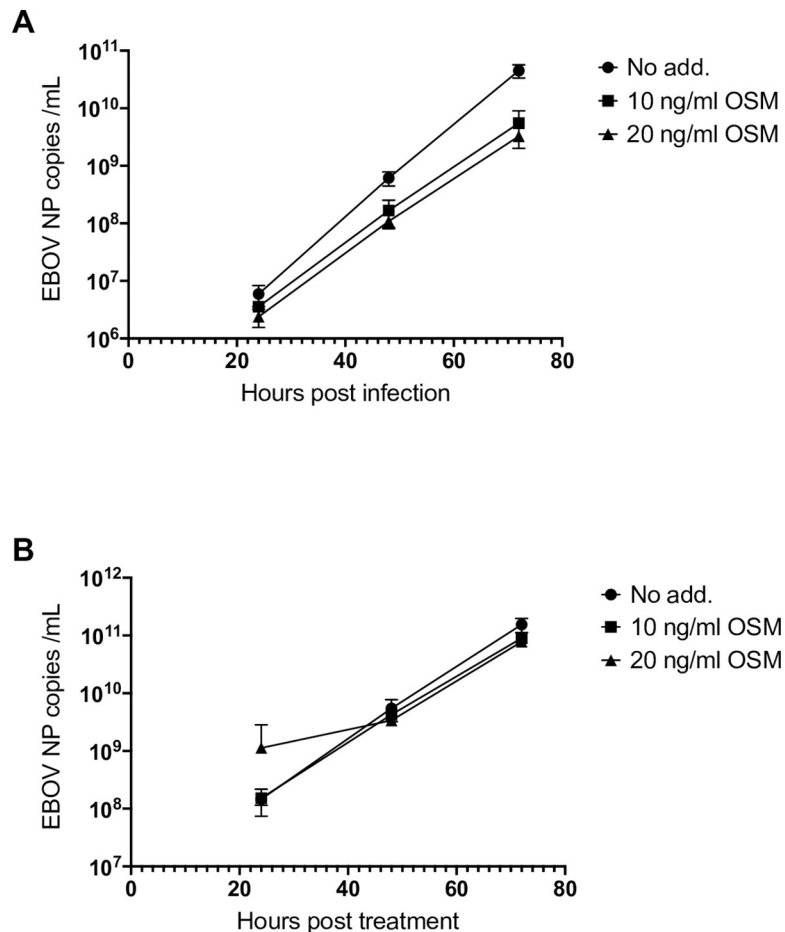 A
EBOV NP copies /mL
10¹¹
10¹⁰
10⁹
10⁸
10⁷
10⁶
0 20 40 60 80
Hours post infection
No add.
10 ng/ml OSM
20 ng/ml OSM
B
EBOV NP copies /mL
10¹²
10¹¹
10¹⁰
10⁹
10⁸
10⁷
0 20 40 60 80
Hours post treatment
No add.
10 ng/ml OSM
20 ng/ml OSM